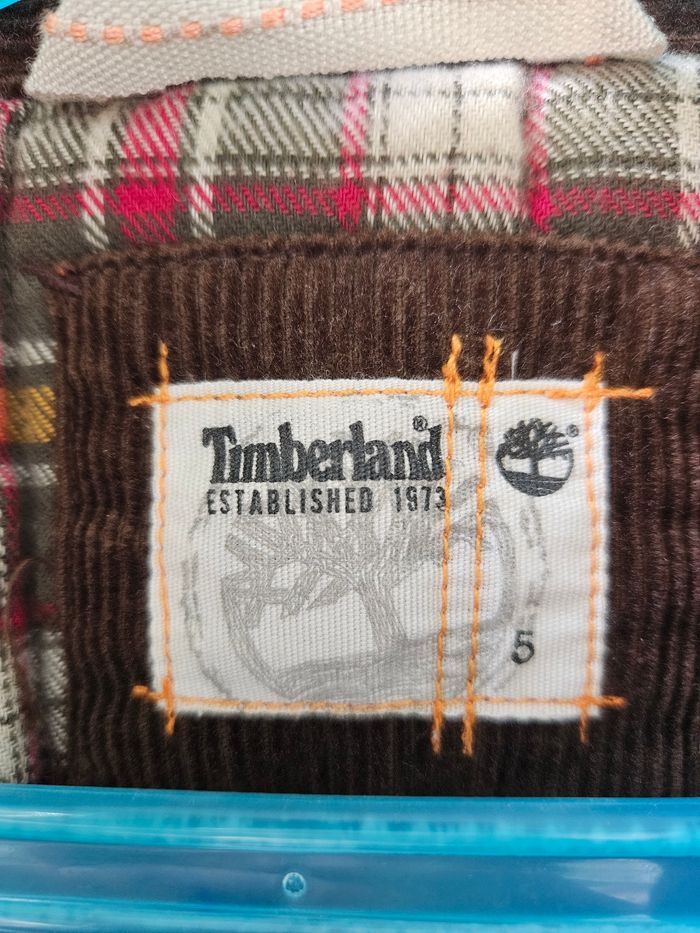 Timberland®
ESTABLISHED 1973
®
5